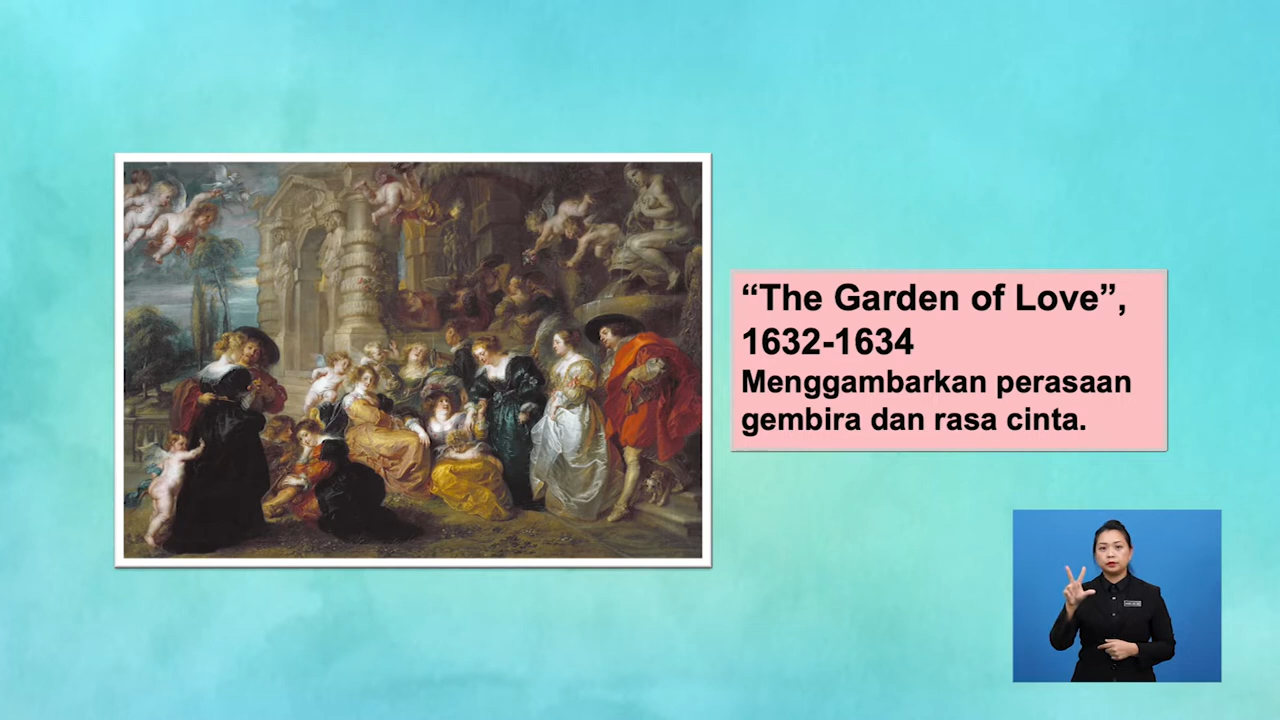 “The Garden of Love”,
1632-1634
Menggambarkan perasaan
gembira dan rasa cinta.